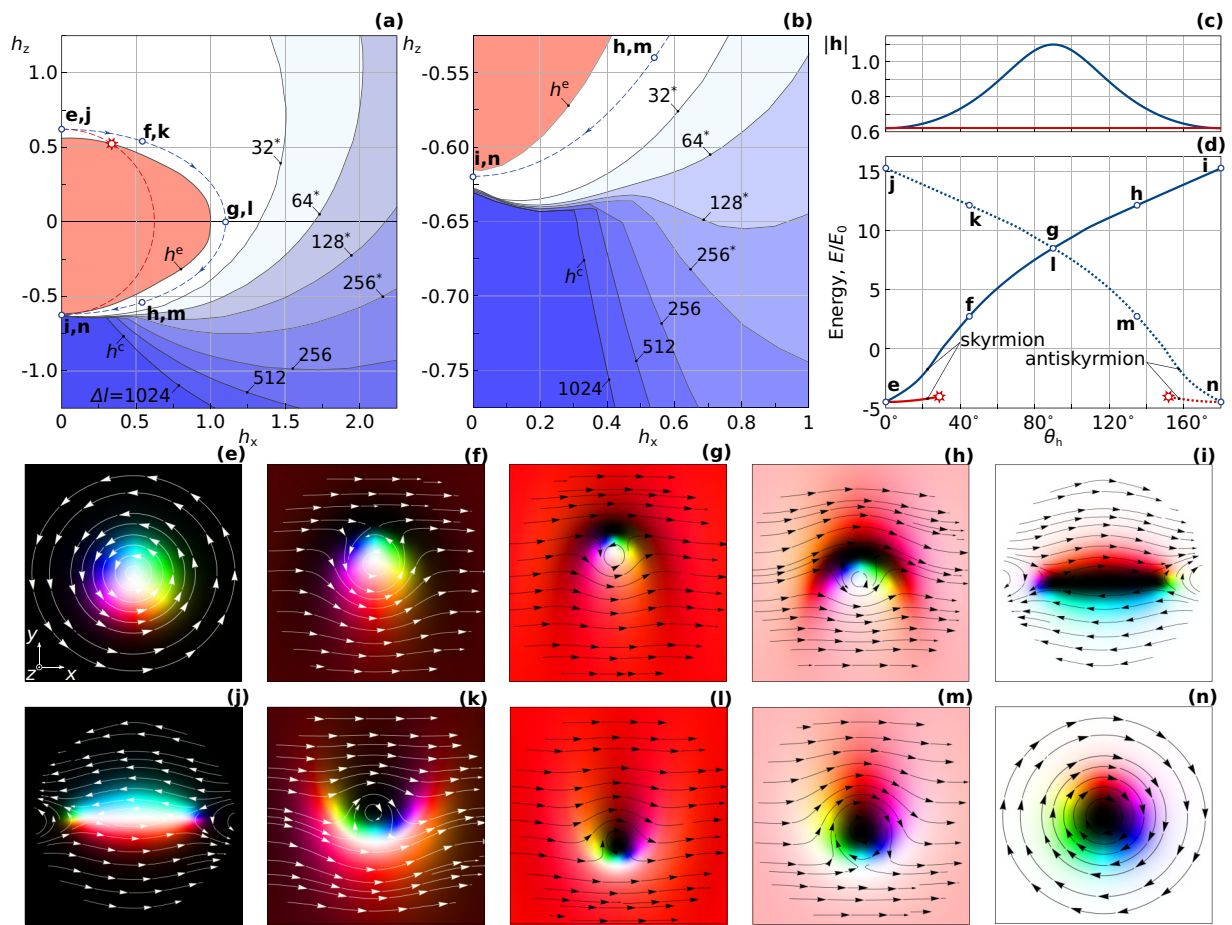 (a)
(b)
(c)
h_z
h_z
|h|
1.0
0.5
0
-0.5
-1.0
e,j
f,k
g,l
h,m
i,n
h^e
h^c
32*
64*
128*
256*
256
512
Δl=1024
0
0.5
1.0
1.5
2.0
h_x
-0.55
-0.60
-0.65
-0.70
-0.75
h,m
h^e
i,n
32*
64*
128*
256*
h^c
256
512
1024
0
0.2
0.4
0.6
0.8
1
h_x
1.0
0.8
0.6
(d)
Energy, E/E_0
15
10
5
0
-5
j
k
i
h
g
l
f
m
e
n
skyrmion
antiskyrmion
0
40
80
120
160
θ_h
(e)
(f)
(g)
(h)
(i)
y
z
x
(j)
(k)
(l)
(m)
(n)